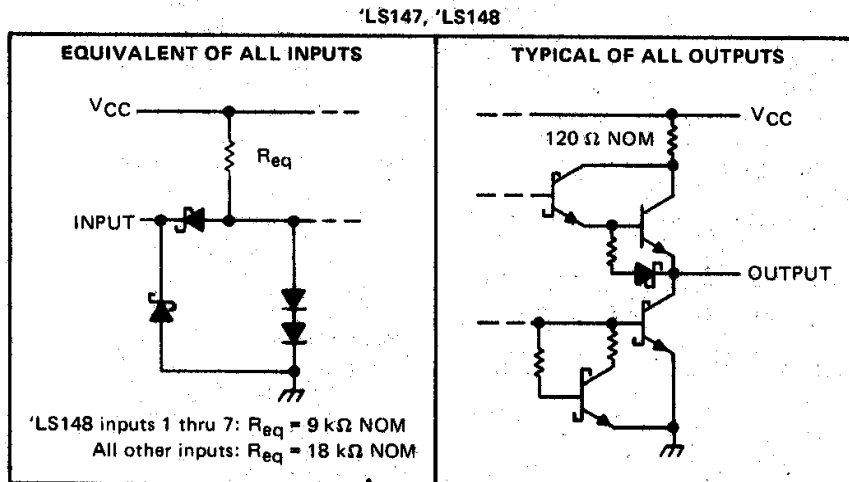 'LS147, 'LS148
EQUIVALENT OF ALL INPUTS
VCC
Req
INPUT
'LS148 inputs 1 thru 7: Req = 9 kΩ NOM
All other inputs: Req = 18 kΩ NOM
TYPICAL OF ALL OUTPUTS
VCC
120 Ω NOM
OUTPUT